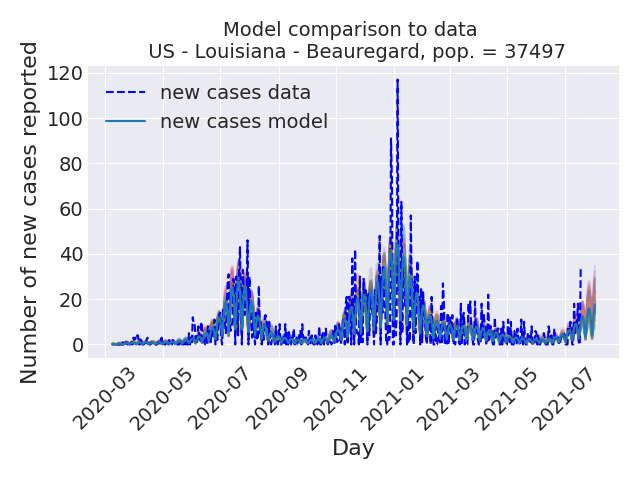 Model comparison to data
US - Louisiana - Beauregard, pop. = 37497
Number of new cases reported
120
100
80
60
40
20
0
new cases data
new cases model
2020-03
2020-05
2020-07
2020-09
2020-11
2021-01
2021-03
2021-05
2021-07
Day